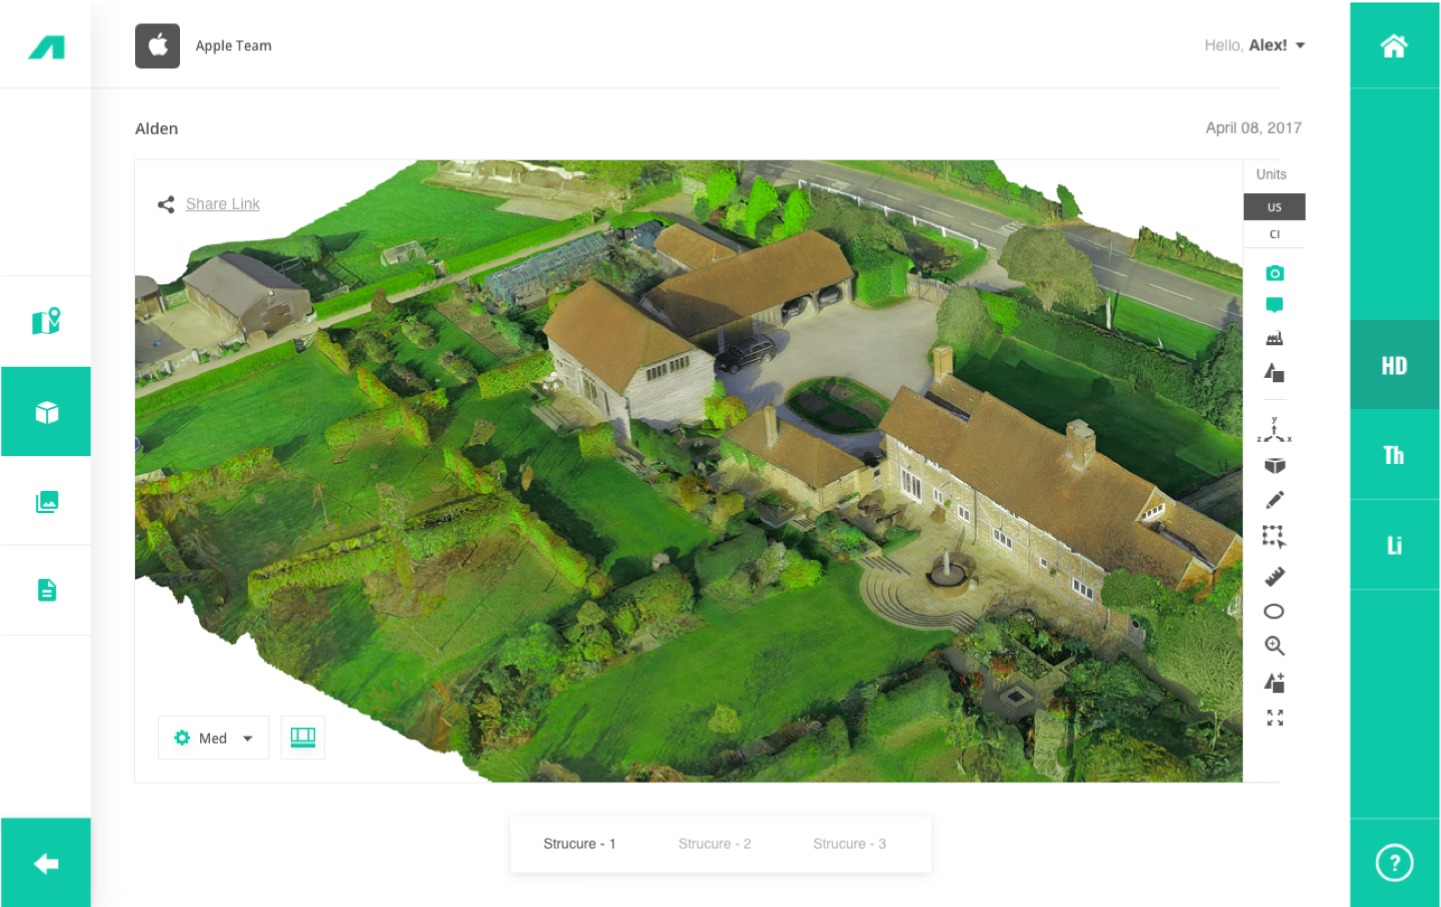 Apple Team
Hello, Alex!
Alden
April 08, 2017
Share Link
Units
US
CI
y
z x
HD
Th
Li
Med
Strucure - 1
Strucure - 2
Strucure - 3
?